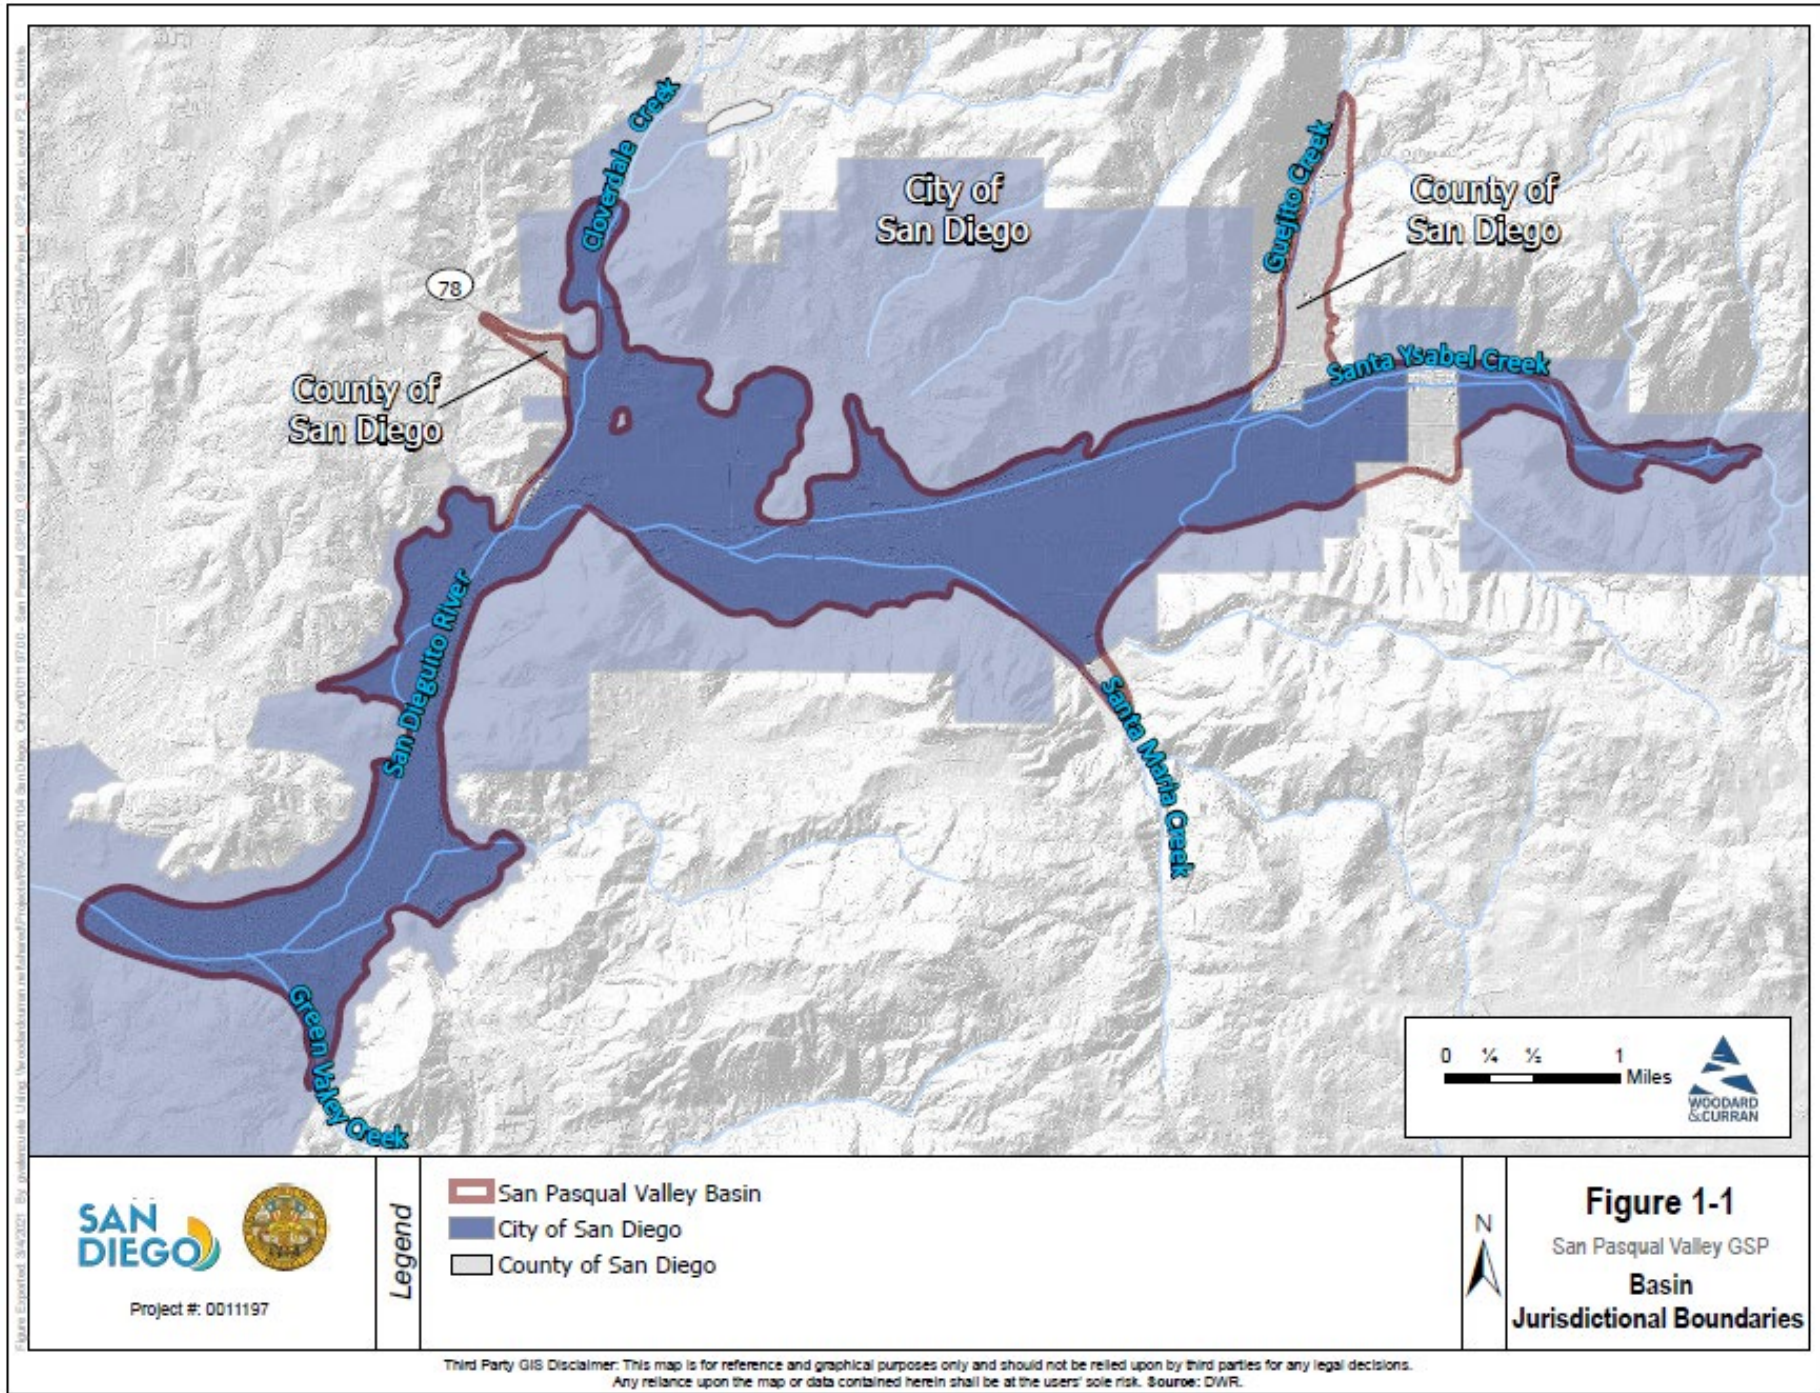 Cloverdale Creek
City of
San Diego
Guejito Creek
County of
San Diego
78
Santa Ysabel Creek
County of
San Diego
San Dieguito River
Santa Maria Creek
Green Valley Creek
0 ¼ ½ 1
Miles
WOODARD
&CURRAN
SAN
DIEGO
Project #: 0011197
Legend
San Pasqual Valley Basin
City of San Diego
County of San Diego
N
Figure 1-1
San Pasqual Valley GSP
Basin
Jurisdictional Boundaries
Third Party GIS Disclaimer: This map is for reference and graphical purposes only and should not be relied upon by third parties for any legal decisions.
Any reliance upon the map or data contained herein shall be at the users' sole risk. Source: DWR.
Figure Exported: 3/4/2021